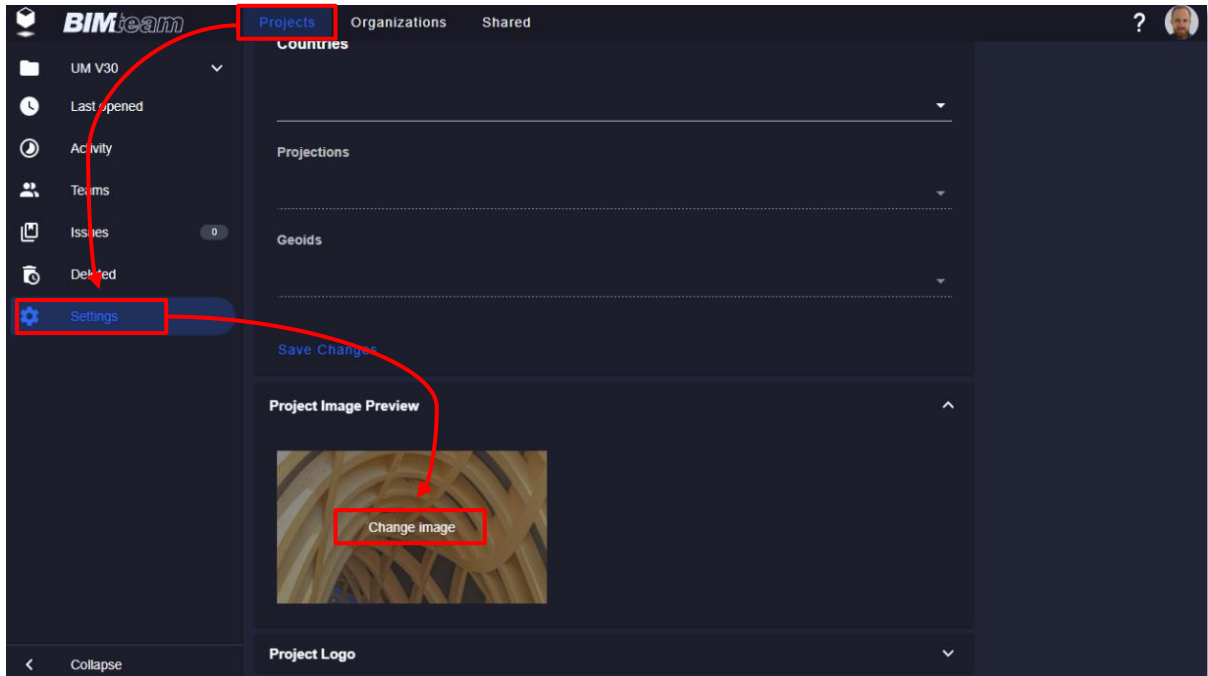 BIMteam
Projects Organizations Shared ?
UM V30
Last opened
Activity
Teams
Issues 0
Deleted
Settings
Collapse
Countries
Projections
Geoids
Save Changes
Project Image Preview
Change image
Project Logo